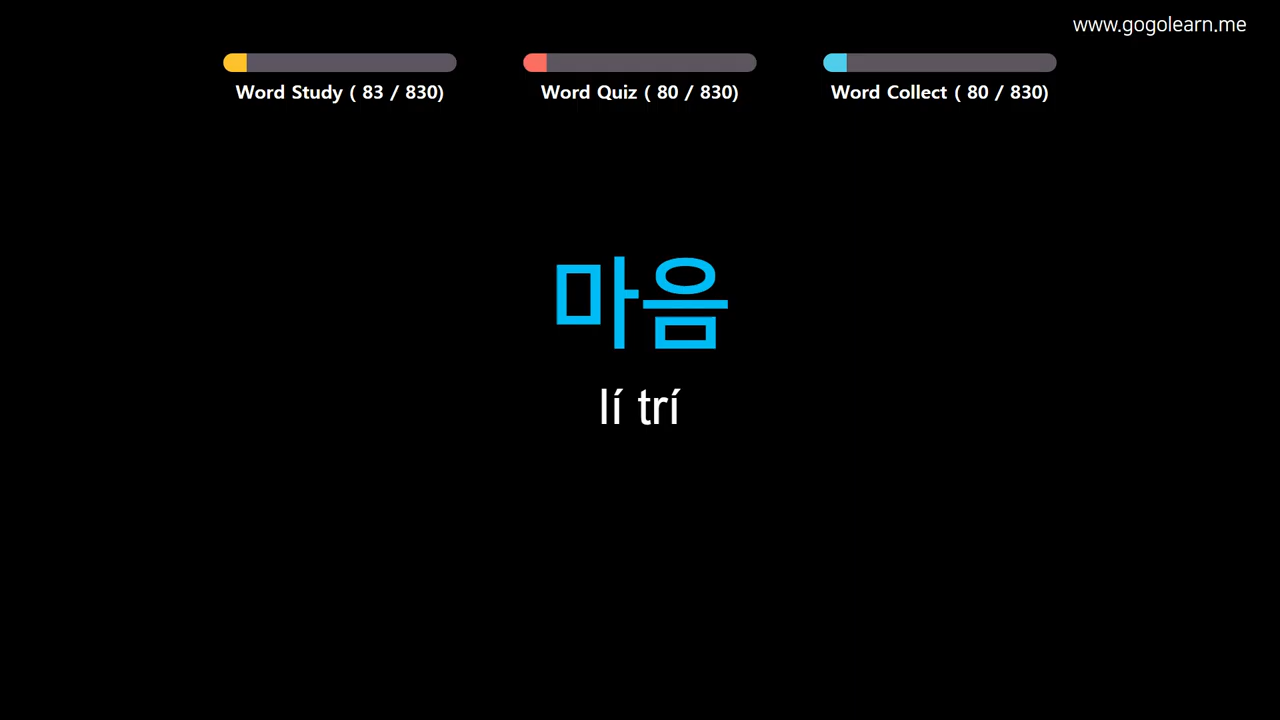 www.gogolearn.me
Word Study ( 83 / 830)
Word Quiz ( 80 / 830)
Word Collect ( 80 / 830)
마음
lí trí